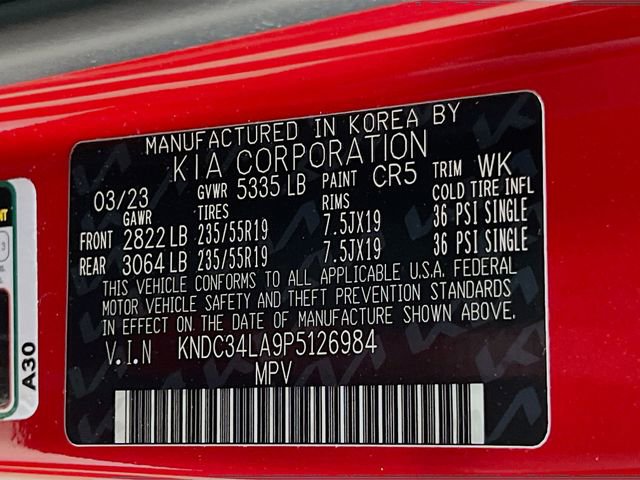 MANUFACTURED IN KOREA BY
KIA CORPORATION
03/23 GVWR 5335 LB PAINT CR5 TRIM WK
GAWR TIRES RIMS COLD TIRE INFL
FRONT 2822 LB 235/55R19 7.5JX19 36 PSI SINGLE
REAR 3064 LB 235/55R19 7.5JX19 36 PSI SINGLE
THIS VEHICLE CONFORMS TO ALL APPLICABLE U.S.A. FEDERAL
MOTOR VEHICLE SAFETY AND THEFT PREVENTION STANDARDS
IN EFFECT ON THE DATE OF MANUFACTURE SHOWN ABOVE.
V.I.N KNDC34LA9P5126984
MPV
A30